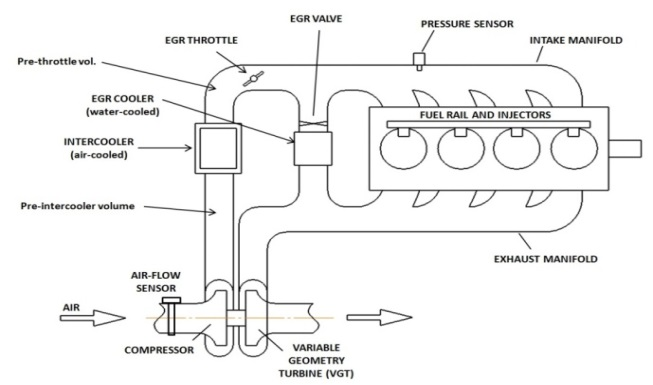 EGR VALVE
PRESSURE SENSOR
EGR THROTTLE
INTAKE MANIFOLD
Pre-throttle vol.
EGR COOLER
(water-cooled)
FUEL RAIL AND INJECTORS
INTERCOOLER
(air-cooled)
Pre-intercooler volume
EXHAUST MANIFOLD
AIR-FLOW
SENSOR
AIR
COMPRESSOR
VARIABLE
GEOMETRY
TURBINE (VGT)